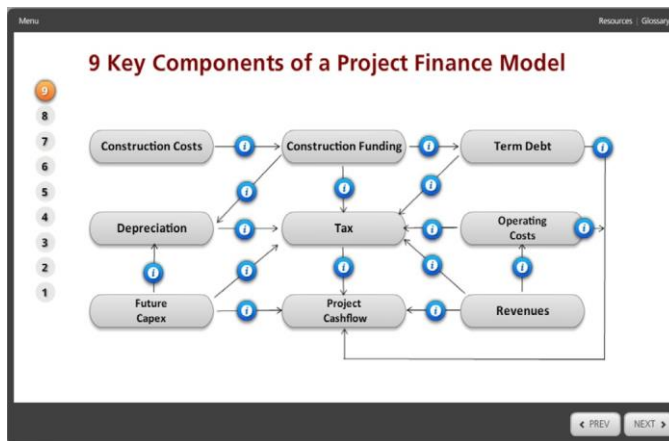 Menu
Resources | Glossary
9 Key Components of a Project Finance Model
9
8
7
6
5
4
3
2
1
Construction Costs
i
Construction Funding
i
Term Debt
i
i
i
i
Depreciation
i
Tax
i
Operating
Costs
i
i
i
i
i
i
Future
Capex
i
Project
Cashflow
i
Revenues
< PREV
NEXT >